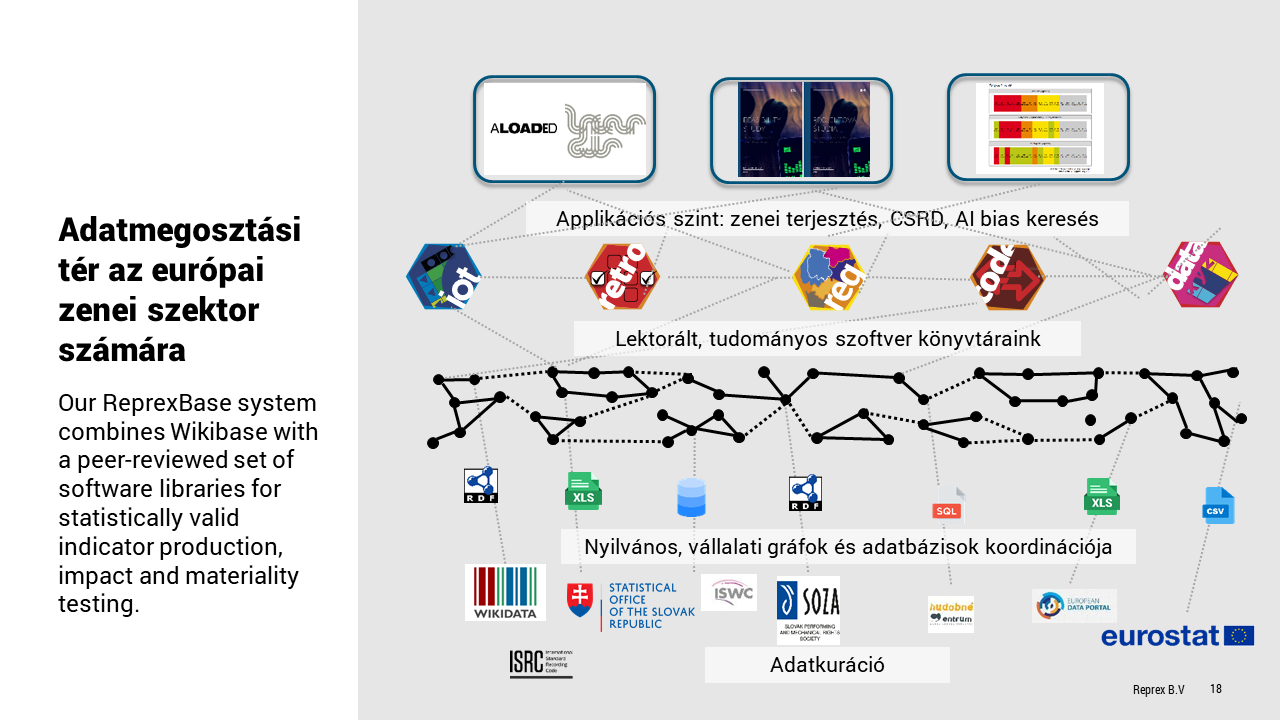 Adatmegosztási
tér az európai
zenei szektor
számára
Our ReprexBase system
combines Wikibase with
a peer-reviewed set of
software libraries for
statistically valid
indicator production,
impact and materiality
testing.
ALOADED
Applikációs szint: zenei terjesztés, CSRD, AI bias keresés
iot
retro
reg
code
data
Lektorált, tudományos szoftver könyvtáraink
RDF
XLS
RDF
SQL
XLS
CSV
Nyilvános, vállalati gráfok és adatbázisok koordinációja
WIKIDATA
STATISTICAL
OFFICE
OF THE SLOVAK
REPUBLIC
ISWC
SOZA
SLOVAK PERFORMING
AND MECHANICAL RIGHTS
SOCIETY
hudobné
centrum
EUROPEAN
DATA PORTAL
eurostat
ISRC
International
Standard
Recording
Code
Adatkuráció
Reprex B.V
18